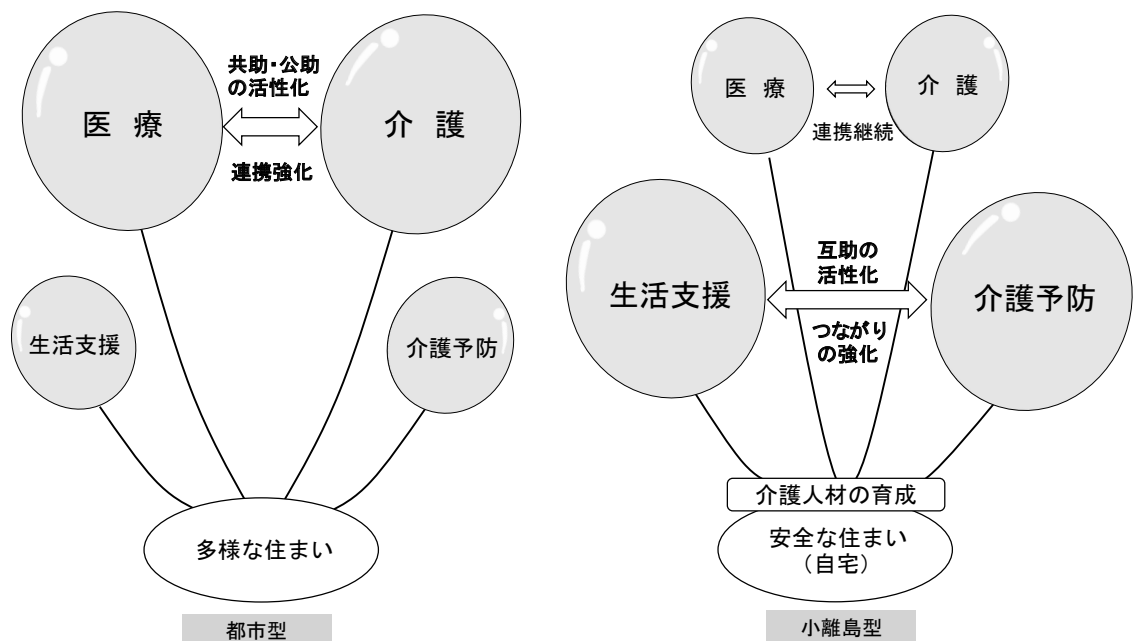 共助・公助
の活性化
医 療
介 護
連携強化
生活支援
介護予防
多様な住まい
都市型
医 療
介 護
連携継続
互助の
活性化
生活支援
介護予防
つながり
の強化
介護人材の育成
安全な住まい
（自宅）
小離島型